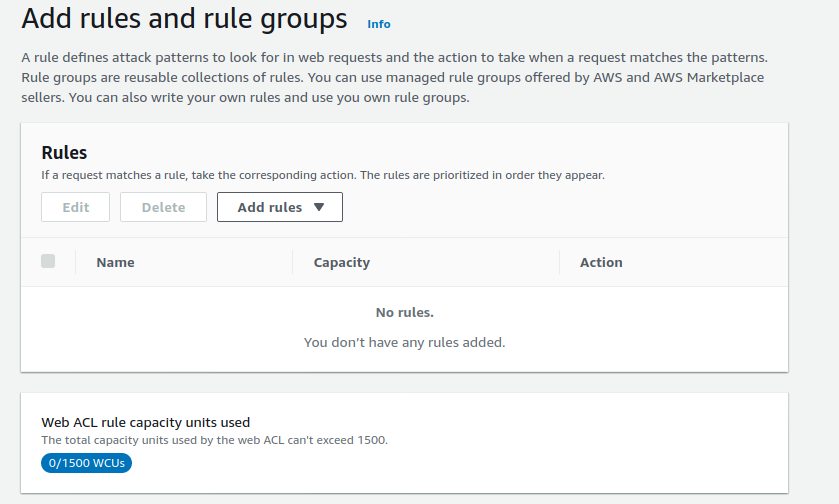 Add rules and rule groups Info
A rule defines attack patterns to look for in web requests and the action to take when a request matches the patterns.
Rule groups are reusable collections of rules. You can use managed rule groups offered by AWS and AWS Marketplace
sellers. You can also write your own rules and use you own rule groups.
Rules
If a request matches a rule, take the corresponding action. The rules are prioritized in order they appear.
Edit Delete Add rules
Name Capacity Action
No rules.
You don’t have any rules added.
Web ACL rule capacity units used
The total capacity units used by the web ACL can't exceed 1500.
0/1500 WCUs